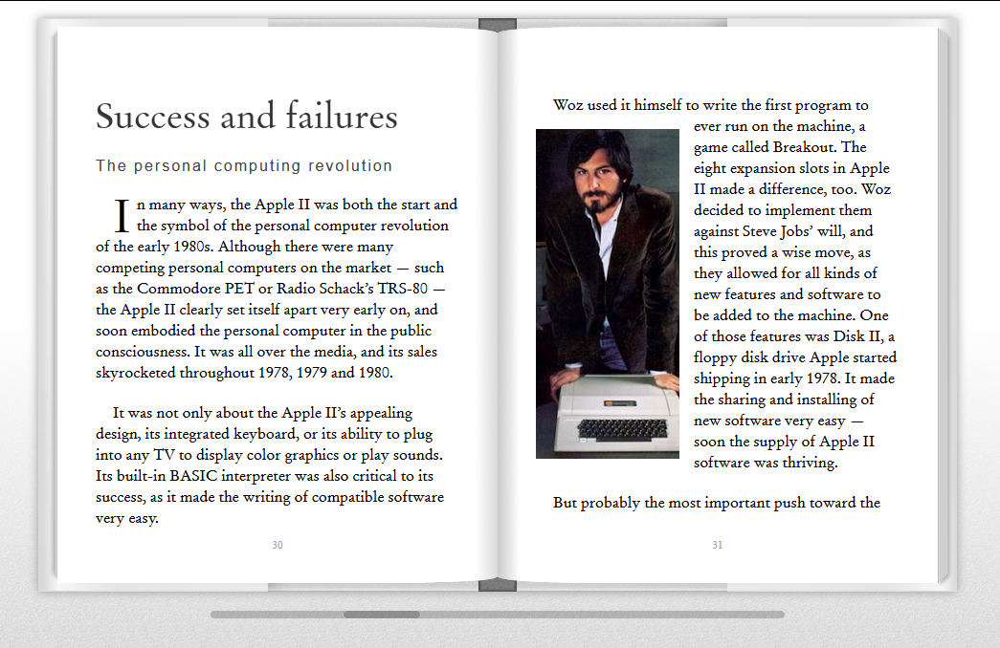 Success and failures
The personal computing revolution
In many ways, the Apple II was both the start and
the symbol of the personal computer revolution
of the early 1980s. Although there were many
competing personal computers on the market — such
as the Commodore PET or Radio Schack’s TRS-80 —
the Apple II clearly set itself apart very early on, and
soon embodied the personal computer in the public
consciousness. It was all over the media, and its sales
skyrocketed throughout 1978, 1979 and 1980.
It was not only about the Apple II’s appealing
design, its integrated keyboard, or its ability to plug
into any TV to display color graphics or play sounds.
Its built-in BASIC interpreter was also critical to its
success, as it made the writing of compatible software
very easy.
30
Woz used it himself to write the first program to
ever run on the machine, a
game called Breakout. The
eight expansion slots in Apple
II made a difference, too. Woz
decided to implement them
against Steve Jobs’ will, and
this proved a wise move, as
they allowed for all kinds of
new features and software to
be added to the machine. One
of those features was Disk II, a
floppy disk drive Apple started
shipping in early 1978. It made
the sharing and installing of
new software very easy —
soon the supply of Apple II
software was thriving.
But probably the most important push toward the
31